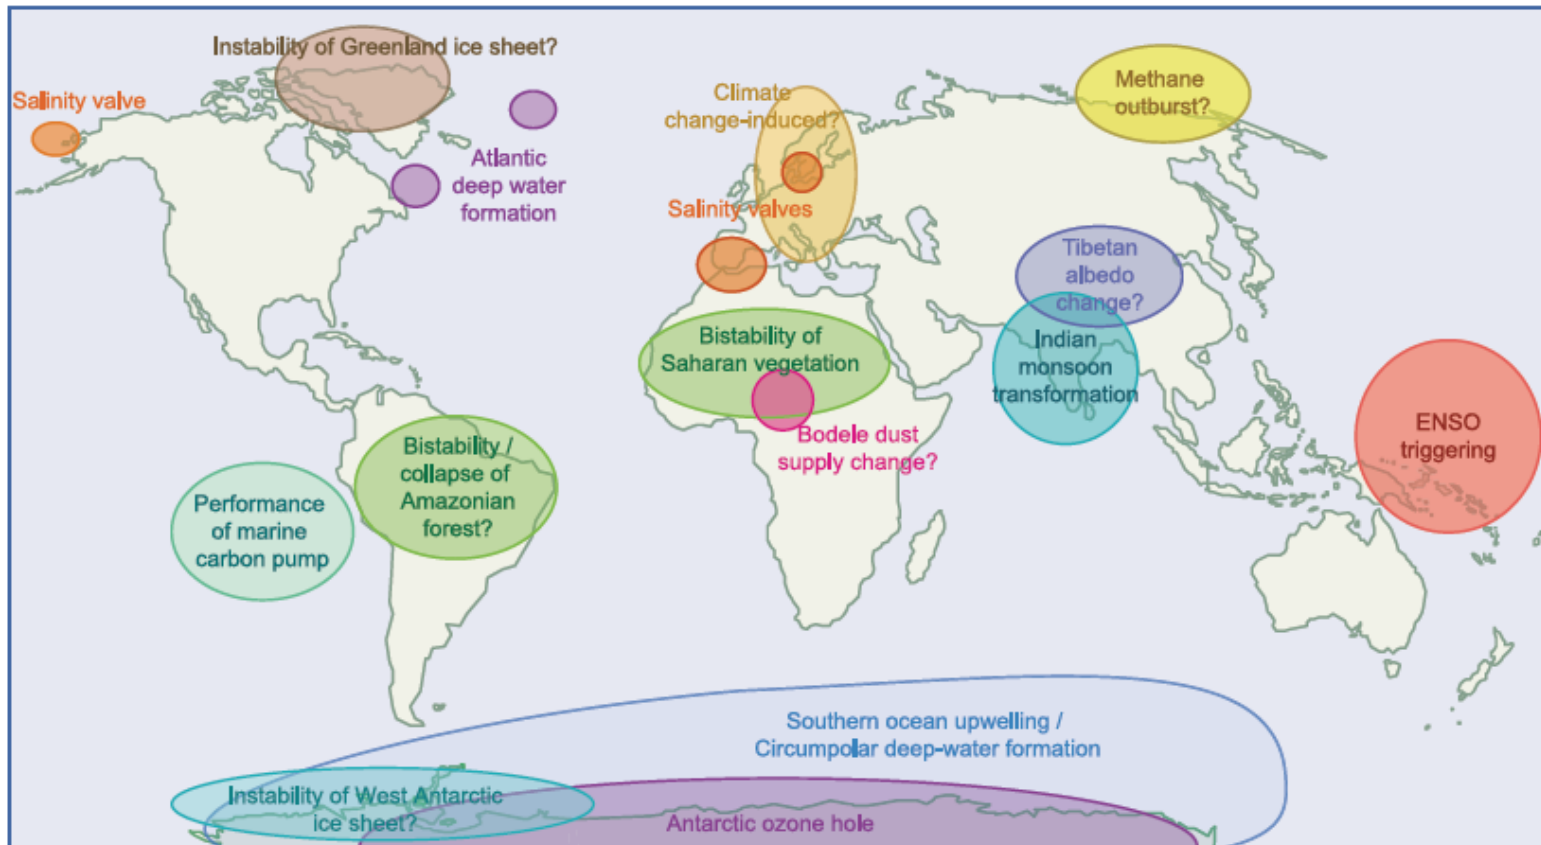 Instability of Greenland ice sheet?
Salinity valve
Atlantic
deep water
formation
Climate
change-induced?
Salinity valves
Methane
outburst?
Tibetan
albedo
change?
Indian
monsoon
transformation
Bistability of
Saharan vegetation
Bodele dust
supply change?
ENSO
triggering
Bistability /
collapse of
Amazonian
forest?
Performance
of marine
carbon pump
Southern ocean upwelling /
Circumpolar deep-water formation
Instability of West Antarctic
ice sheet?
Antarctic ozone hole